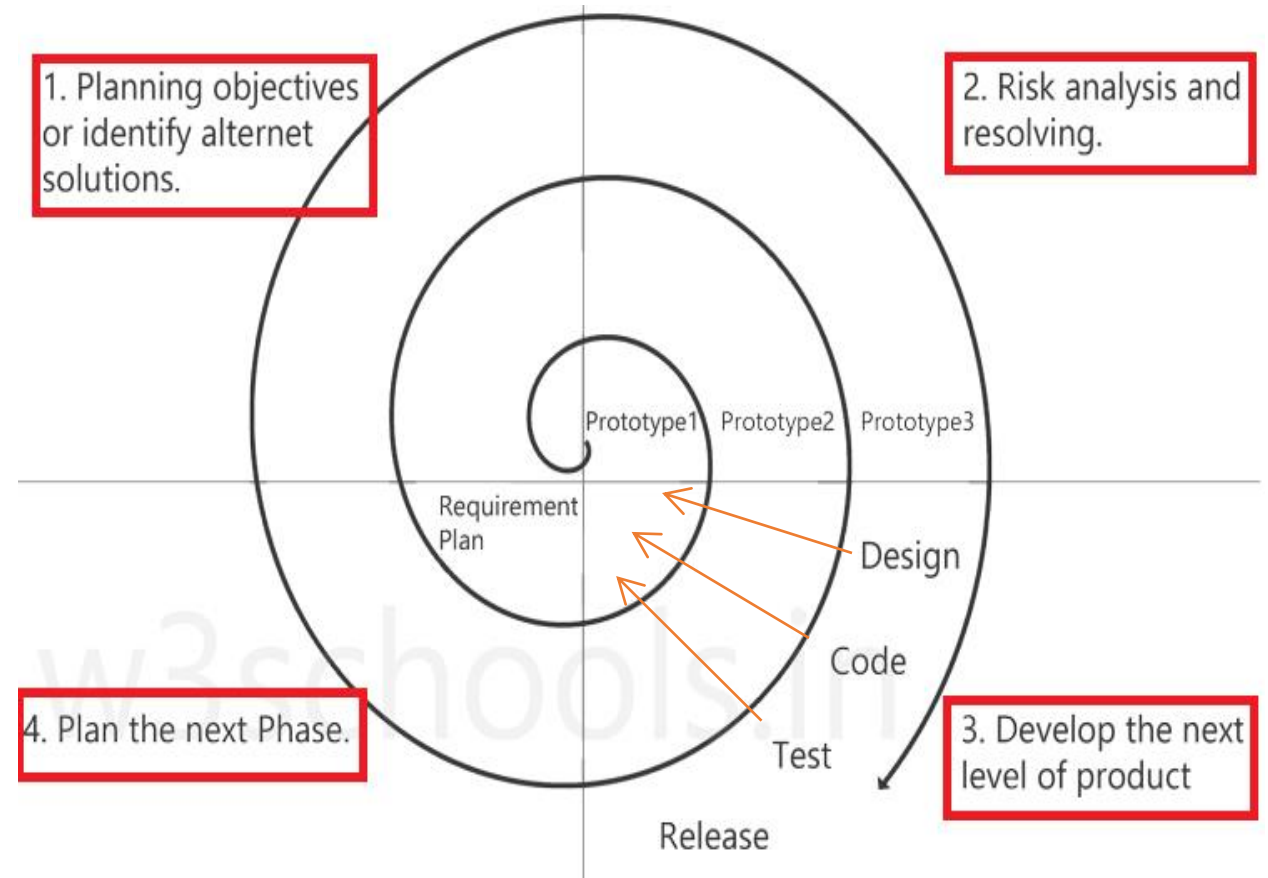 1. Planning objectives
or identify alternet
solutions.
2. Risk analysis and
resolving.
Prototype1
Prototype2
Prototype3
Requirement
Plan
Design
Code
Test
Release
4. Plan the next Phase.
3. Develop the next
level of product
w3schools.in